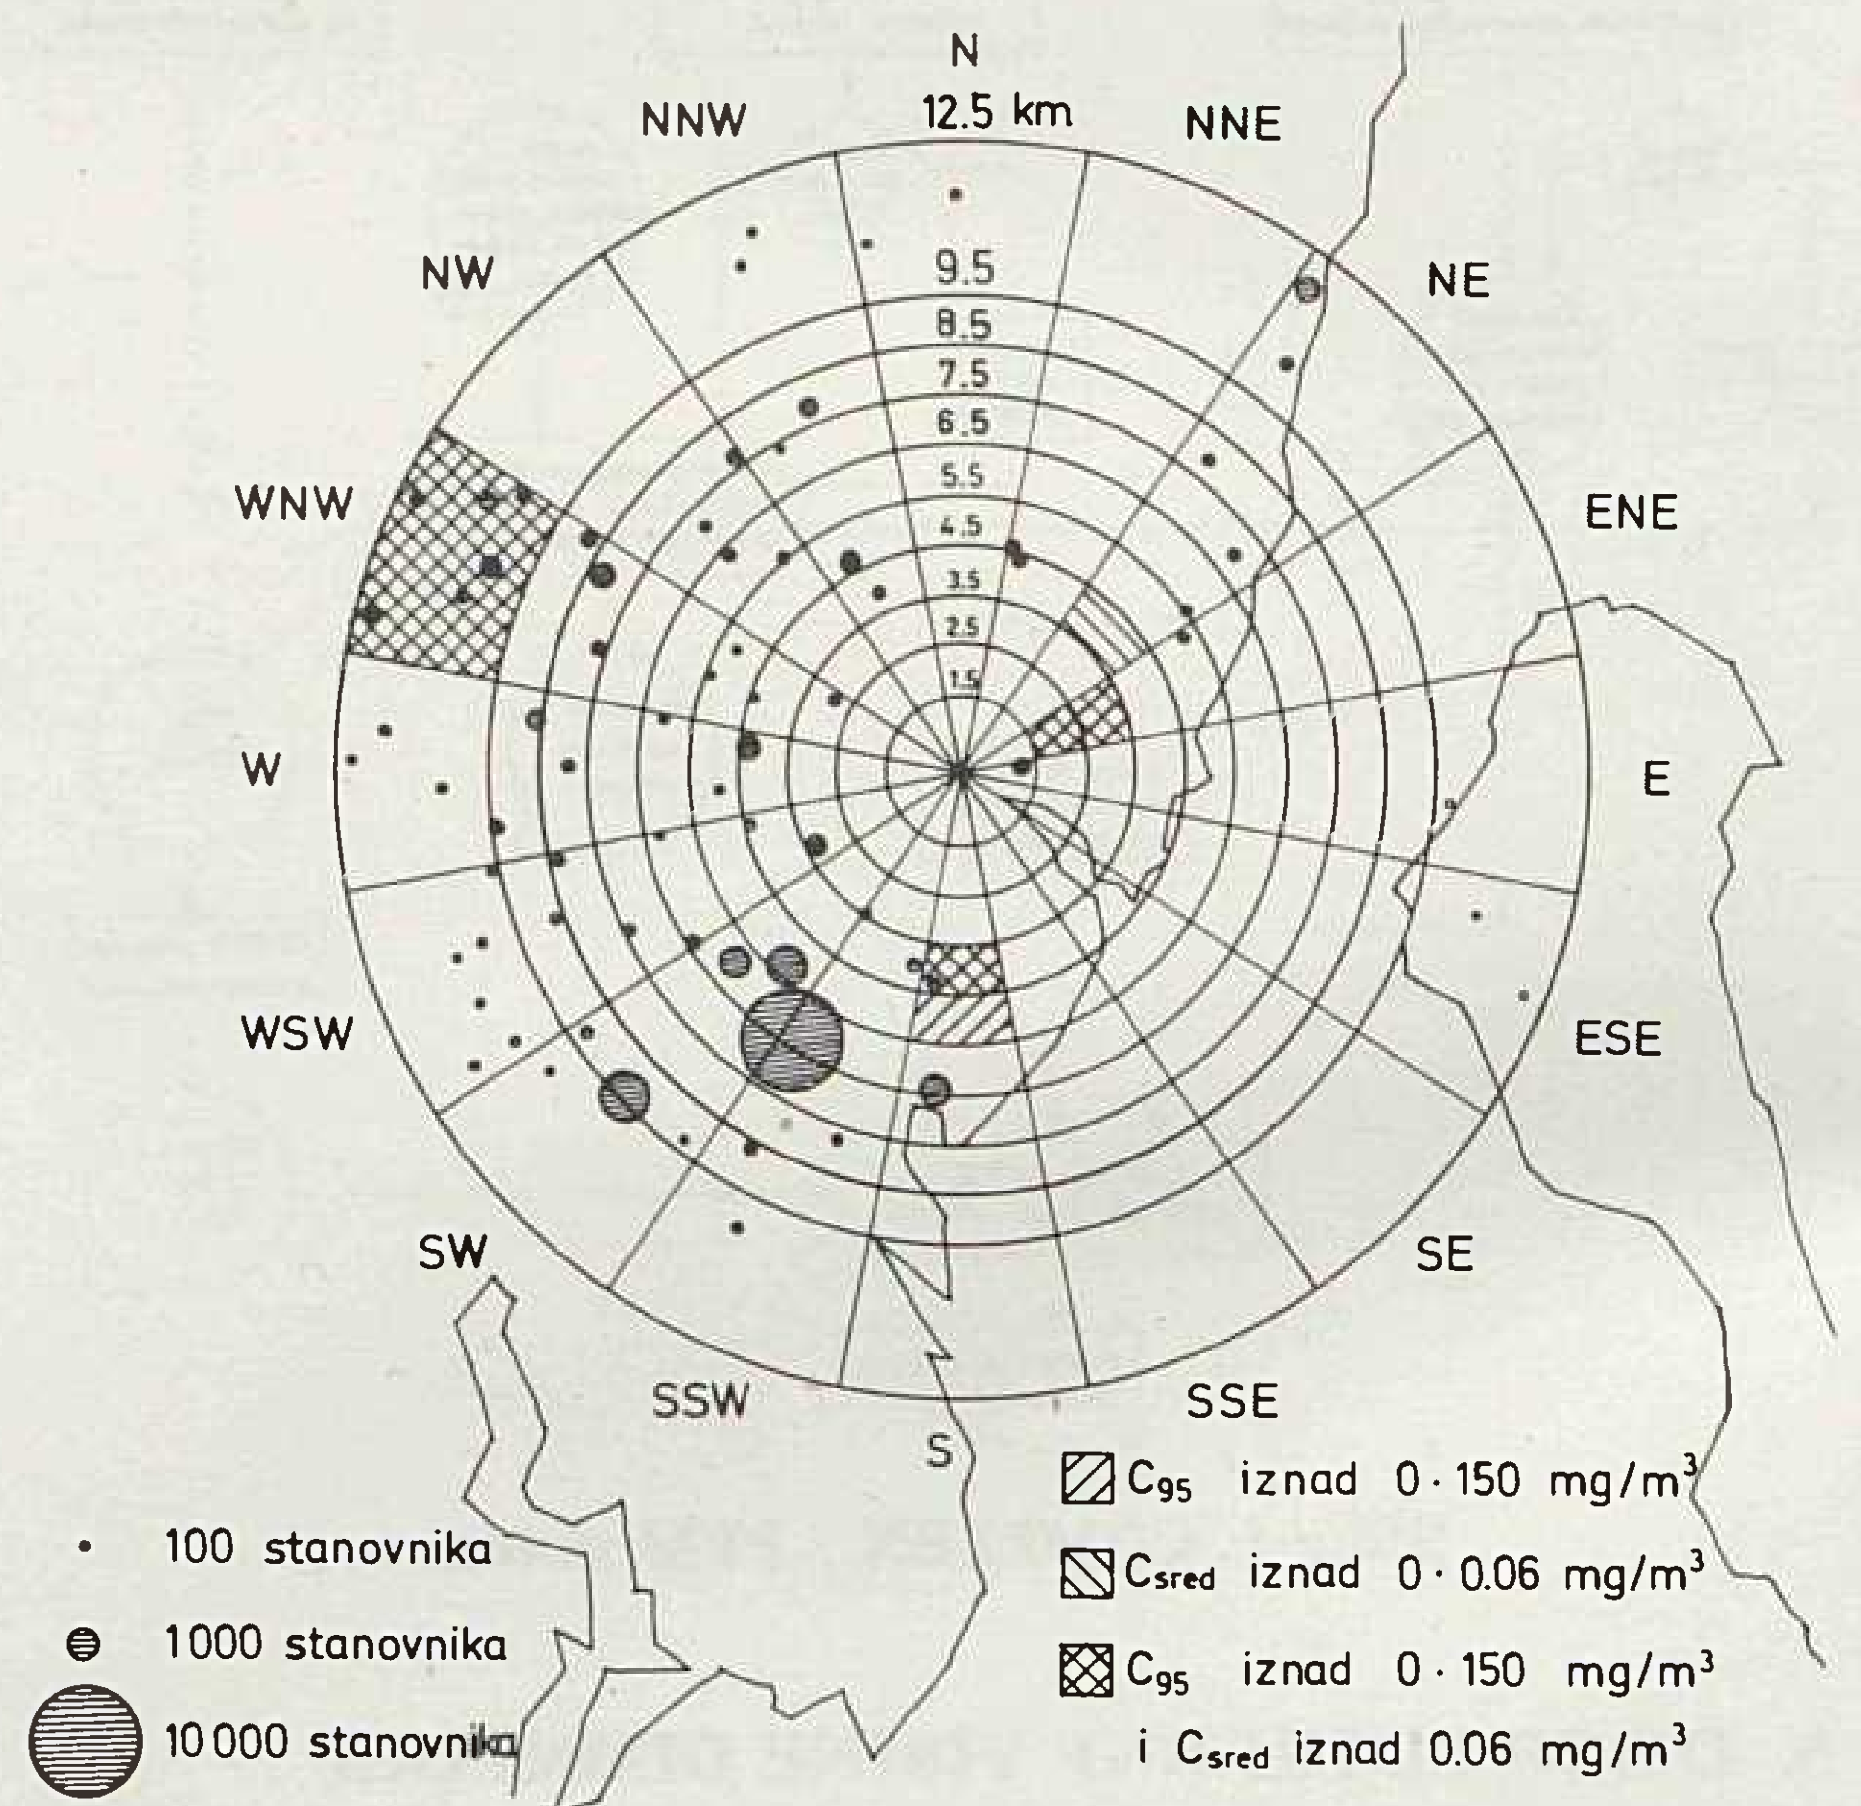 N
12.5 km
NNW
NNE
NW
NE
9.5
8.5
7.5
6.5
5.5
4.5
3.5
2.5
1.5
WNW
ENE
W
E
WSW
ESE
SW
SE
SSW
SSE
S
100 stanovnika
1000 stanovnika
10 000 stanovnika
C95 iznad 0·150 mg/m³
Csred iznad 0·0.06 mg/m³
C95 iznad 0·150 mg/m³
i Csred iznad 0.06 mg/m³